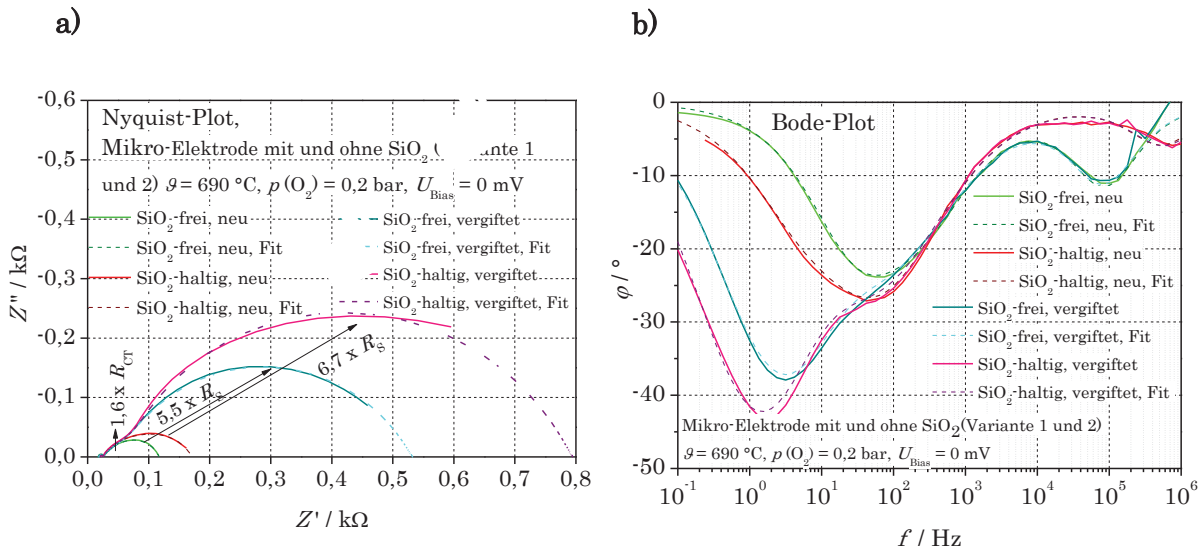 a)
-0,6
-0,5
-0,4
-0,3
-0,2
-0,1
0,0
Z" / kΩ
Nyquist-Plot,
Mikro-Elektrode mit und ohne SiO2 (Variante 1
und 2) ϑ = 690 °C, p (O2) = 0,2 bar, UBias = 0 mV
SiO2-frei, neu
SiO2-frei, neu, Fit
SiO2-haltig, neu
SiO2-haltig, neu, Fit
SiO2-frei, vergiftet
SiO2-frei, vergiftet, Fit
SiO2-haltig, vergiftet
SiO2-haltig, vergiftet, Fit
1,6 x RCT
5,5 x RS
6,7 x RS
0,0 0,1 0,2 0,3 0,4 0,5 0,6 0,7 0,8
Z' / kΩ
b)
0
-10
-20
-30
-40
-50
φ / °
Bode-Plot
SiO2-frei, neu
SiO2-frei, neu, Fit
SiO2-haltig, neu
SiO2-haltig, neu, Fit
SiO2-frei, vergiftet
SiO2-frei, vergiftet, Fit
SiO2-haltig, vergiftet
SiO2-haltig, vergiftet, Fit
Mikro-Elektrode mit und ohne SiO2(Variante 1 und 2)
ϑ = 690 °C, p (O2) = 0,2 bar, UBias = 0 mV
10-1 100 101 102 103 104 105 106
f / Hz